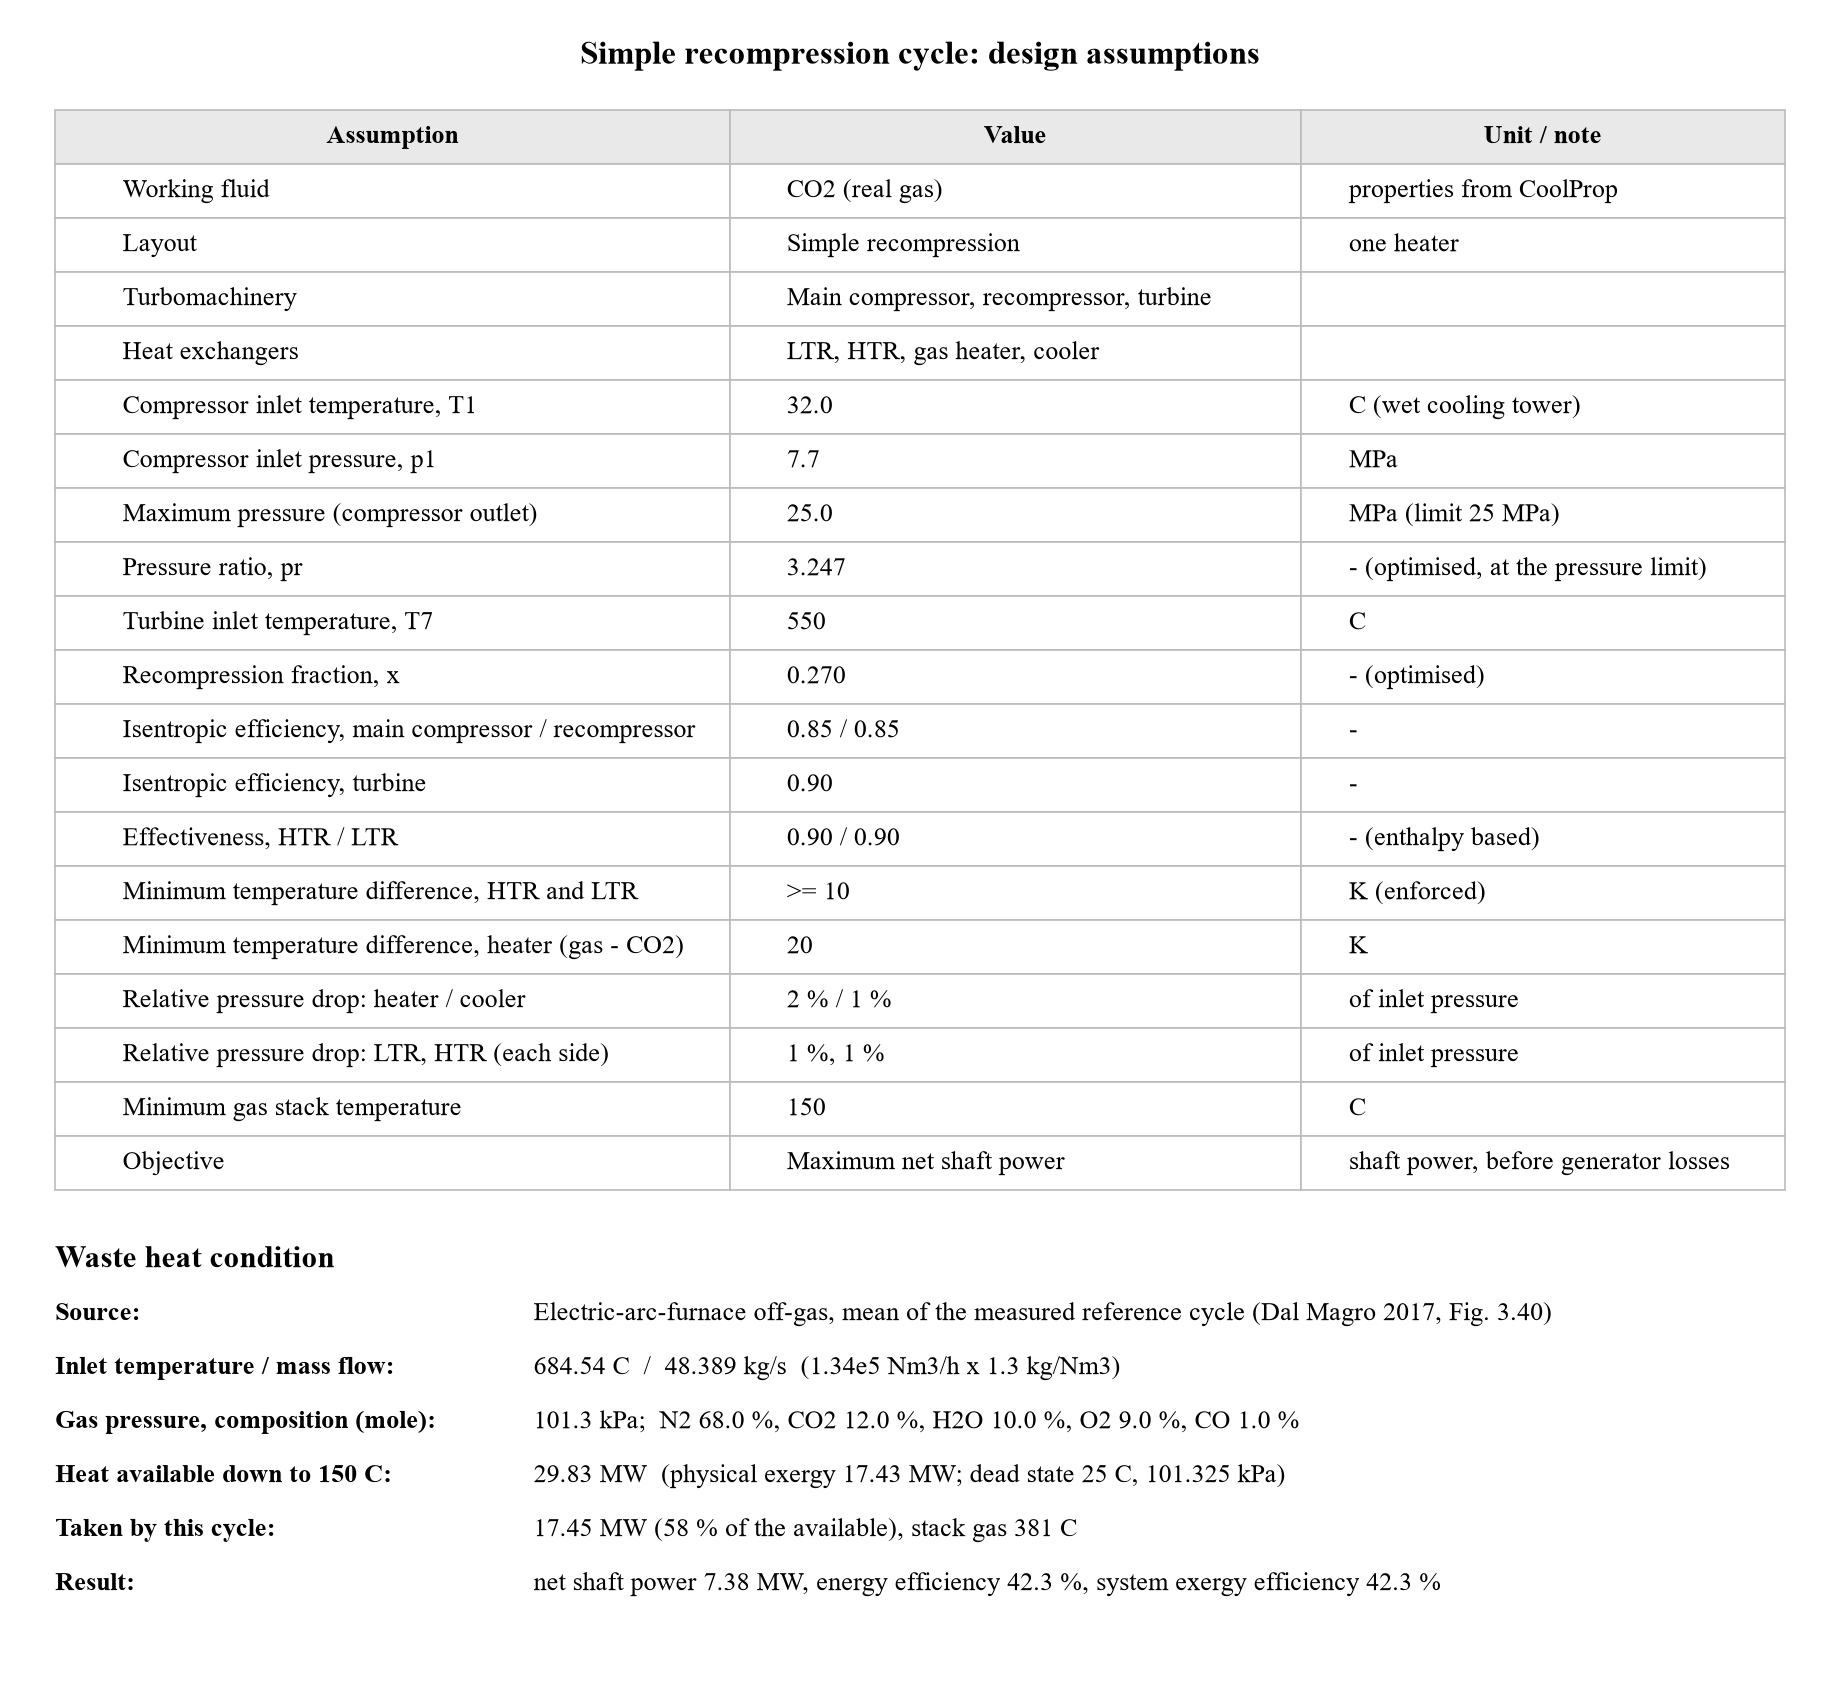 Simple recompression cycle: design assumptions
Assumption Value Unit / note
Working fluid CO2 (real gas) properties from CoolProp
Layout Simple recompression one heater
Turbomachinery Main compressor, recompressor, turbine
Heat exchangers LTR, HTR, gas heater, cooler
Compressor inlet temperature, T1 32.0 C (wet cooling tower)
Compressor inlet pressure, p1 7.7 MPa
Maximum pressure (compressor outlet) 25.0 MPa (limit 25 MPa)
Pressure ratio, pr 3.247 - (optimised, at the pressure limit)
Turbine inlet temperature, T7 550 C
Recompression fraction, x 0.270 - (optimised)
Isentropic efficiency, main compressor / recompressor 0.85 / 0.85 -
Isentropic efficiency, turbine 0.90 -
Effectiveness, HTR / LTR 0.90 / 0.90 - (enthalpy based)
Minimum temperature difference, HTR and LTR >= 10 K (enforced)
Minimum temperature difference, heater (gas - CO2) 20 K
Relative pressure drop: heater / cooler 2 % / 1 % of inlet pressure
Relative pressure drop: LTR, HTR (each side) 1 %, 1 % of inlet pressure
Minimum gas stack temperature 150 C
Objective Maximum net shaft power shaft power, before generator losses
Waste heat condition
Source: Electric-arc-furnace off-gas, mean of the measured reference cycle (Dal Magro 2017, Fig. 3.40)
Inlet temperature / mass flow: 684.54 C / 48.389 kg/s (1.34e5 Nm3/h x 1.3 kg/Nm3)
Gas pressure, composition (mole): 101.3 kPa; N2 68.0 %, CO2 12.0 %, H2O 10.0 %, O2 9.0 %, CO 1.0 %
Heat available down to 150 C: 29.83 MW (physical exergy 17.43 MW; dead state 25 C, 101.325 kPa)
Taken by this cycle: 17.45 MW (58 % of the available), stack gas 381 C
Result: net shaft power 7.38 MW, energy efficiency 42.3 %, system exergy efficiency 42.3 %